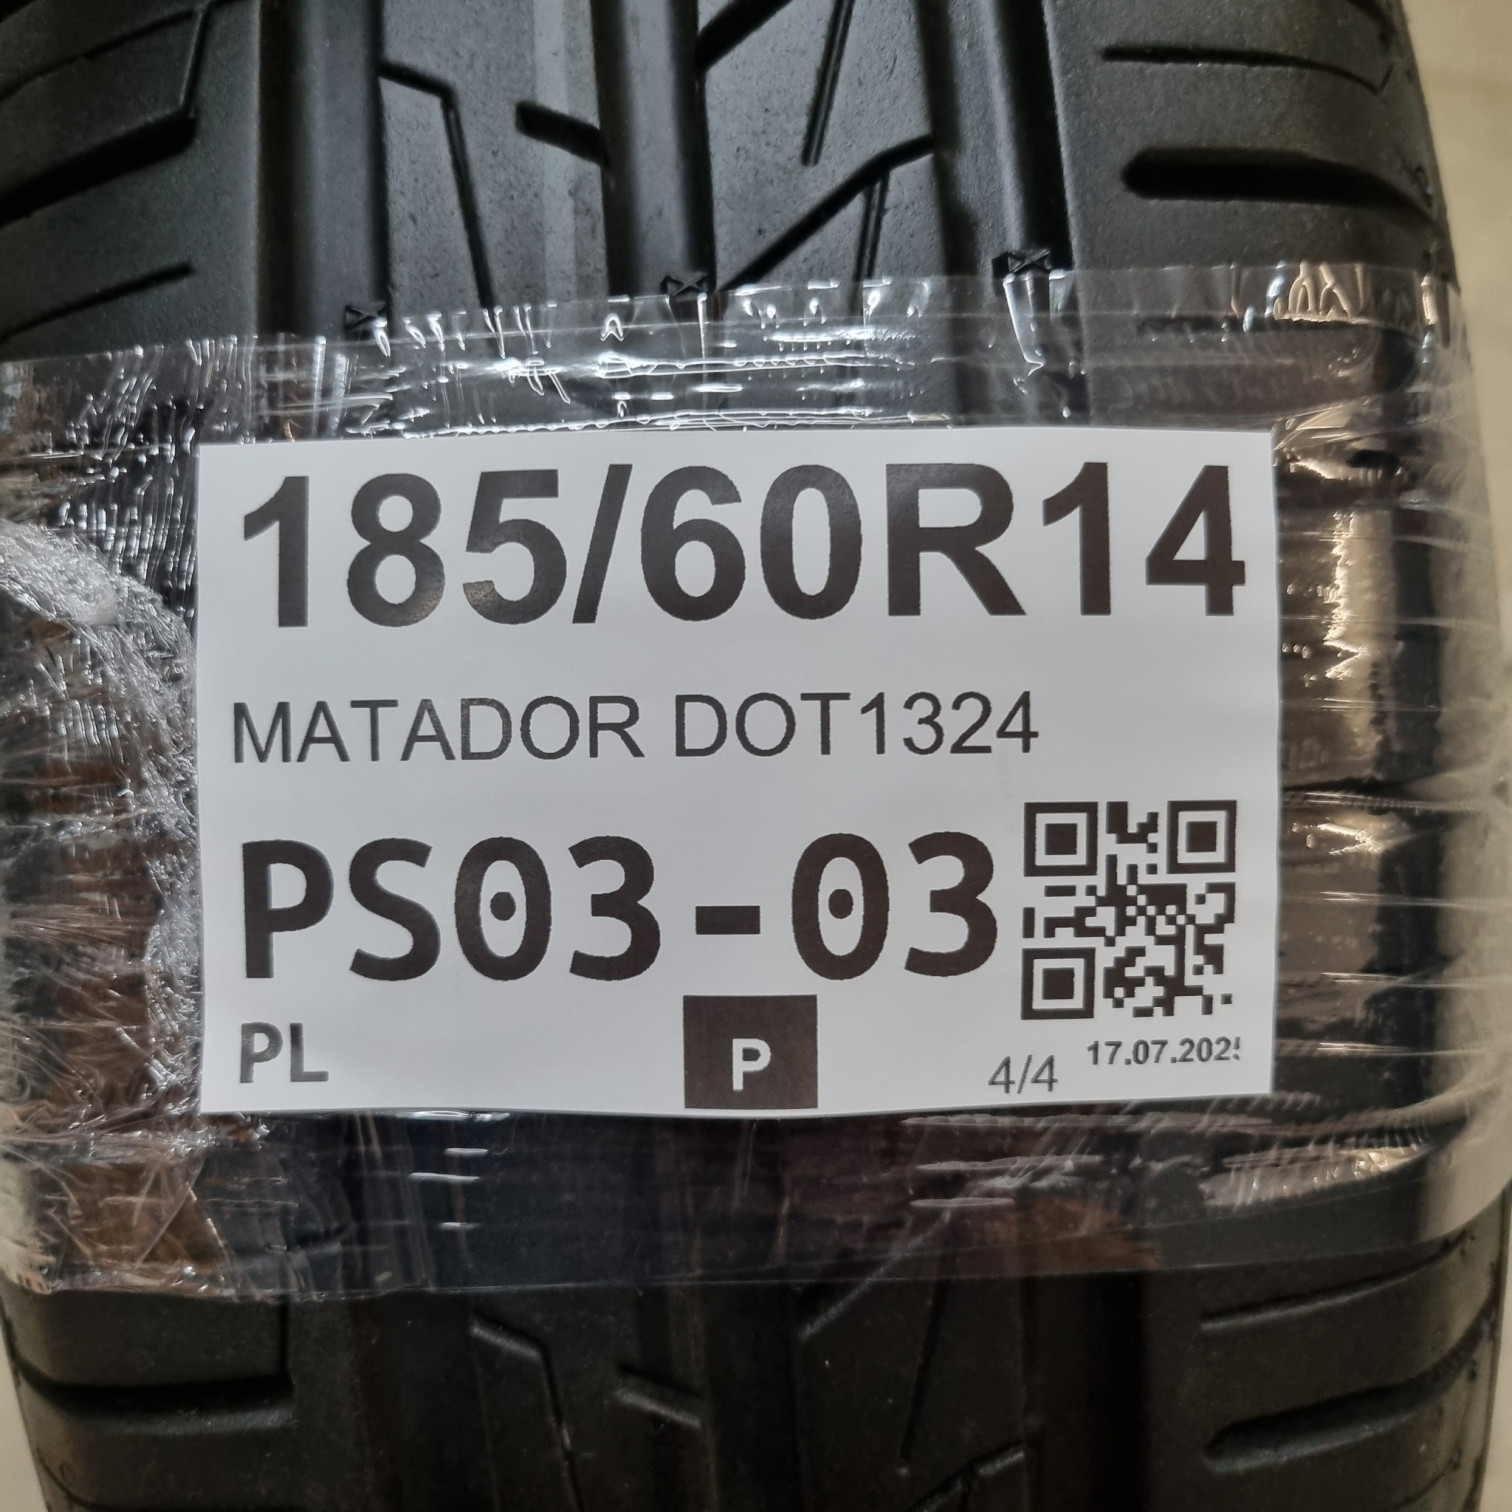 185/60R14
MATADOR DOT1324
PS03-03
PL
P
4/4
17.07.2025